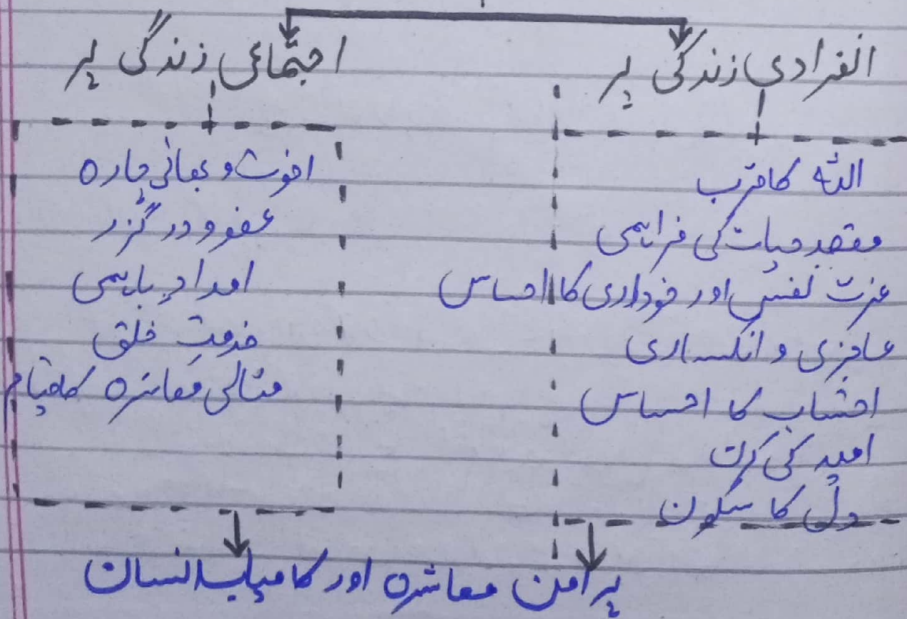 انفرادی زندگی پر
اللہ کا قرب
مقصد حیات کی فراہمی
عزت نفس اور خودداری کا احساس
عاجزی و انکساری
احتساب کا احساس
امید کی کرن
دل کا سکون
اجتماعی زندگی پر
اخوت و بھائی چارہ
عفو و در گزر
امداد باہمی
خدمت خلق
مثالی معاشرہ کا قیام
پر امن معاشرہ اور کامیاب انسان